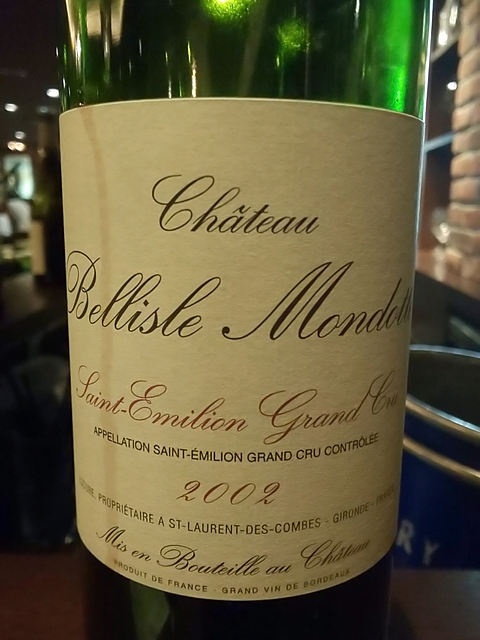 Château
Bellisle Mondotte
Saint-Emilion Grand Cru
APPELLATION SAINT-ÉMILION GRAND CRU CONTRÔLÉE
2002
PROPRIÉTAIRE A ST-LAURENT-DES-COMBES - GIRONDE - FRANCE
Mis en Bouteille au Château
PRODUIT DE FRANCE - GRAND VIN DE BORDEAUX
RY